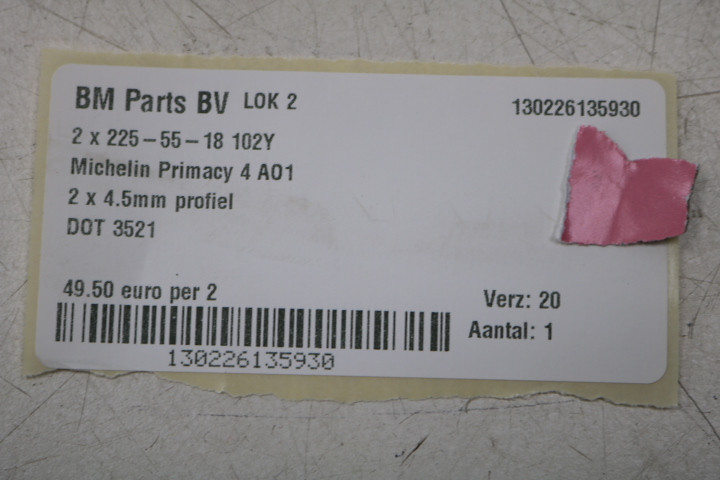 BM Parts BV LOK 2 130226135930
2 x 225-55-18 102Y
Michelin Primacy 4 AO1
2 x 4.5mm profiel
DOT 3521
49.50 euro per 2 Verz: 20
Aantal: 1
130226135930